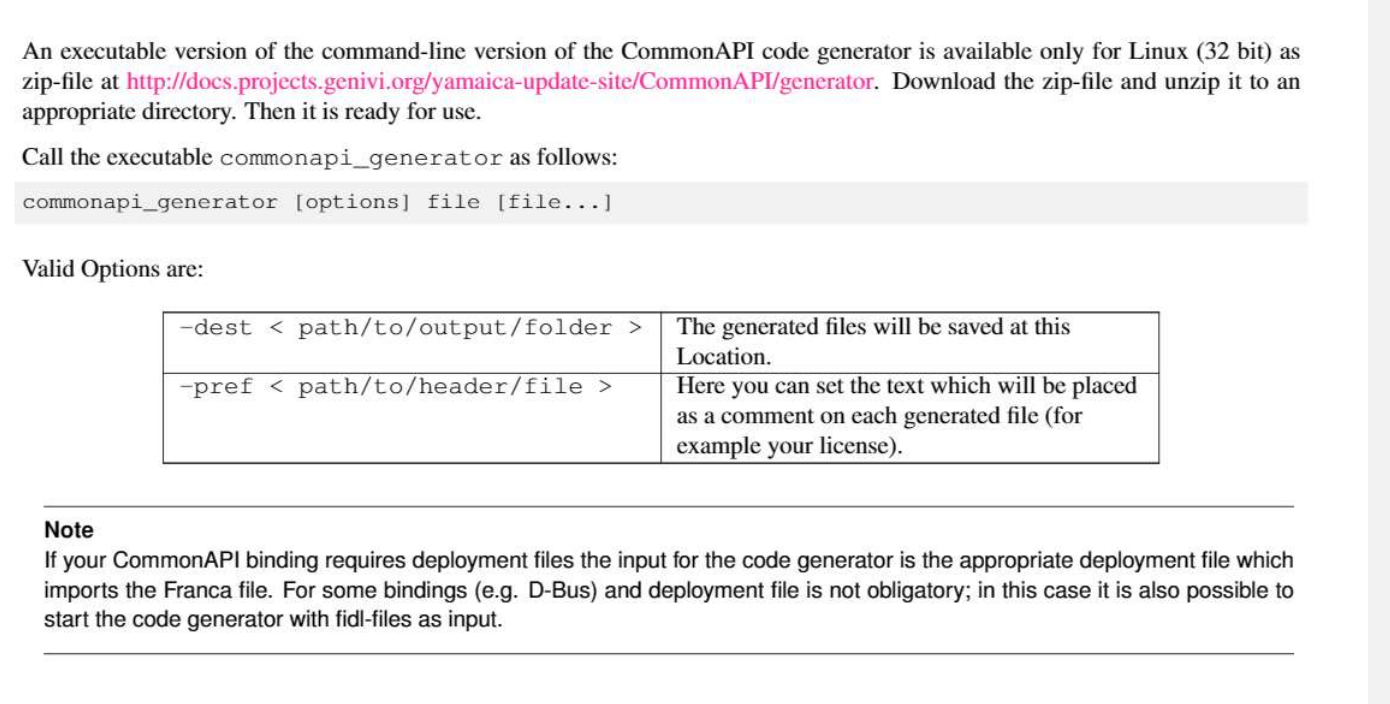 An executable version of the command-line version of the CommonAPI code generator is available only for Linux (32 bit) as
zip-file at http://docs.projects.genivi.org/yamaica-update-site/CommonAPI/generator. Download the zip-file and unzip it to an
appropriate directory. Then it is ready for use.
Call the executable commonapi_generator as follows:
commonapi_generator [options] file [file...]
Valid Options are:
-dest < path/to/output/folder > The generated files will be saved at this
Location.
-pref < path/to/header/file > Here you can set the text which will be placed
as a comment on each generated file (for
example your license).
Note
If your CommonAPI binding requires deployment files the input for the code generator is the appropriate deployment file which
imports the Franca file. For some bindings (e.g. D-Bus) and deployment file is not obligatory; in this case it is also possible to
start the code generator with fidl-files as input.